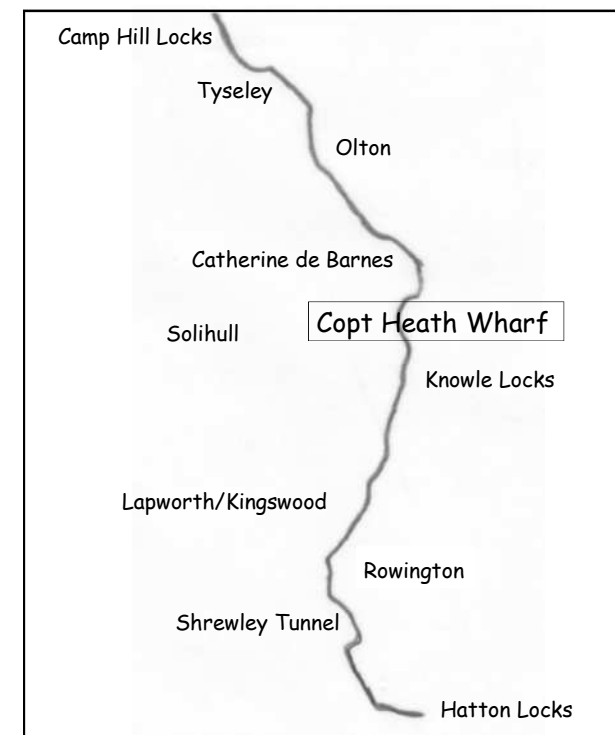 Camp Hill Locks
Tyseley
Olton
Catherine de Barnes
Copt Heath Wharf
Solihull
Knowle Locks
Lapworth/Kingswood
Rowington
Shrewley Tunnel
Hatton Locks